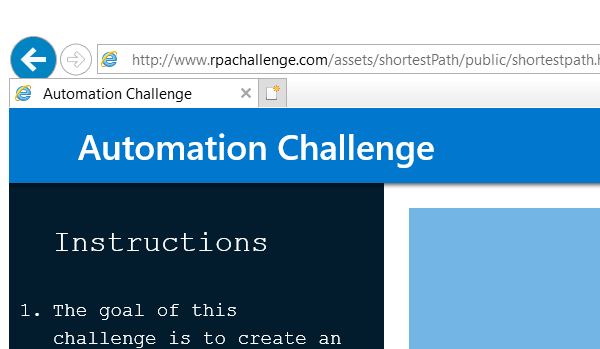 http://www.rpachallenge.com/assets/shortestPath/public/shortestpath.
Automation Challenge
Automation Challenge
Instructions
1. The goal of this
challenge is to create an